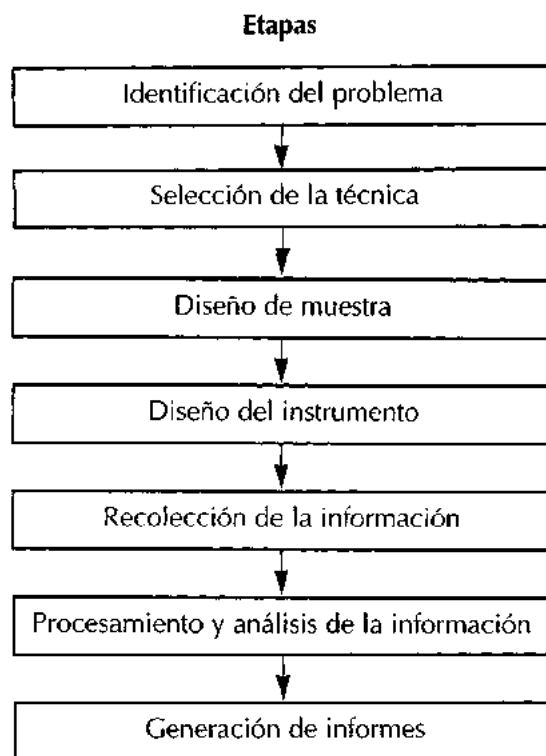 Etapas
Identificación del problema
Selección de la técnica
Diseño de muestra
Diseño del instrumento
Recolección de la información
Procesamiento y análisis de la información
Generación de informes